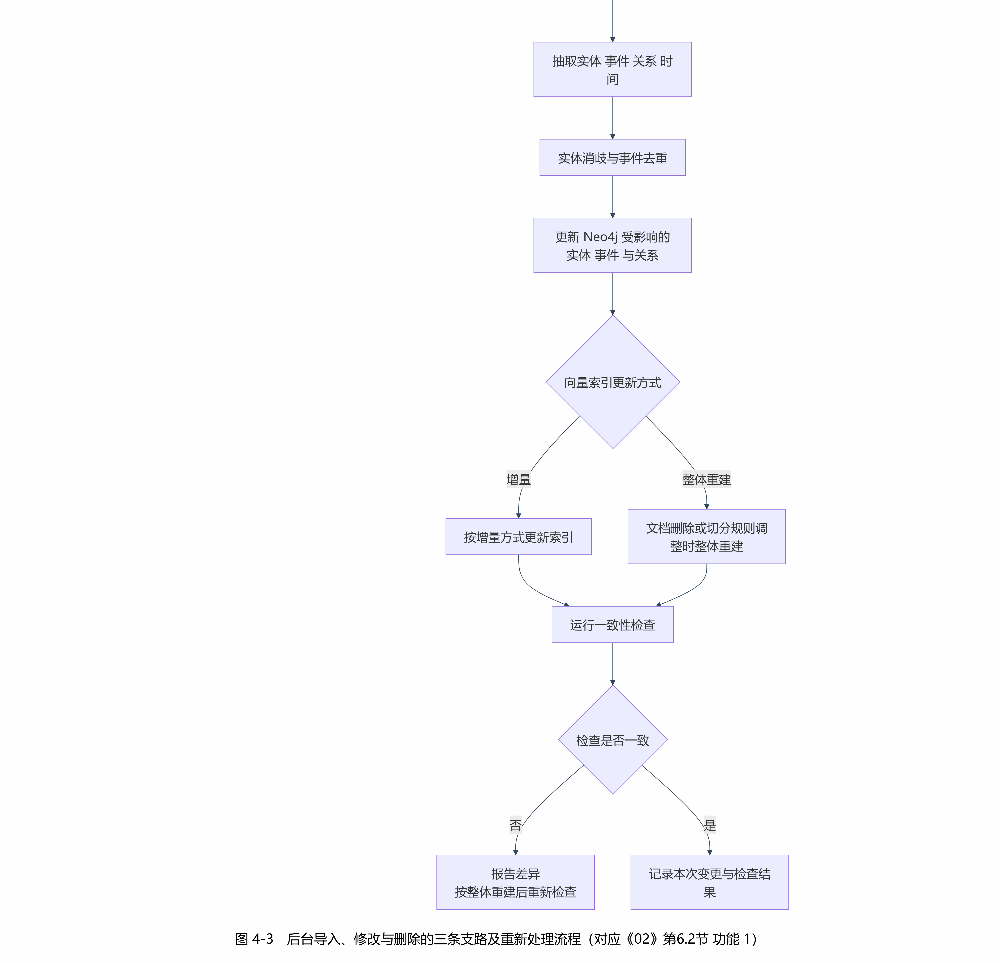 抽取实体 事件 关系 时
间
实体消歧与事件去重
更新 Neo4j 受影响的
实体 事件 与关系
向量索引更新方式
增量
整体重建
按增量方式更新索引
文档删除或切分规则调
整时整体重建
运行一致性检查
检查是否一致
否
是
报告差异
按整体重建后重新检查
记录本次变更与检查结
果
图 4-3　后台导入、修改与删除的三条支路及重新处理流程（对应《02》第6.2节 功能 1）